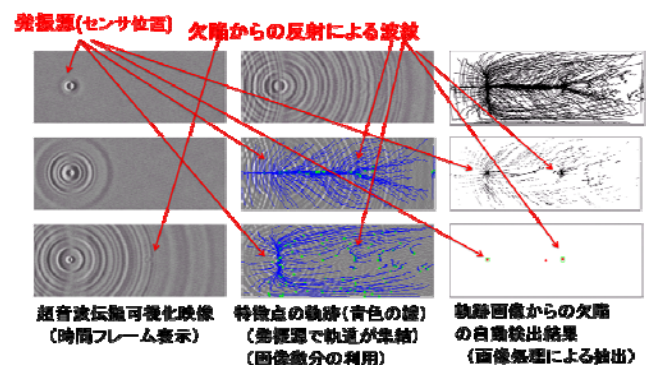 発振源(センサ位置)
欠陥からの反射による波紋
超音波伝搬可視化映像
(時間フレーム表示)
特徴点の軌跡(青色の線)
(発振源で軌道が集結)
(画像微分の利用)
軌跡画像からの欠陥
の自動検出結果
(画像処理による抽出)